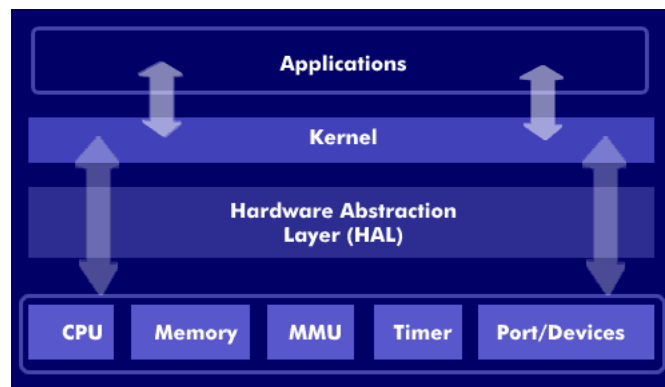 Applications
Kernel
Hardware Abstraction
Layer (HAL)
CPU
Memory
MMU
Timer
Port/Devices